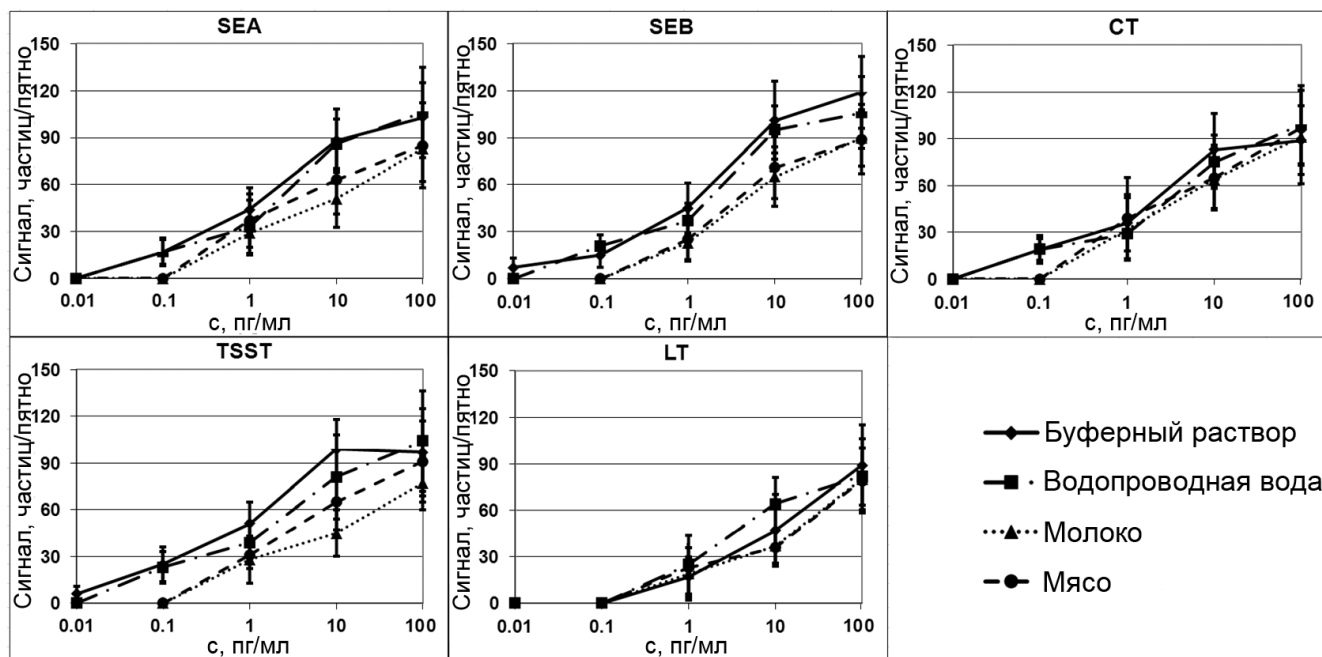 SEA
150
120
90
60
30
0
Сигнал, частиц/пятно
0.01 0.1 1 10 100
с, пг/мл
SEB
150
120
90
60
30
0
Сигнал, частиц/пятно
0.01 0.1 1 10 100
с, пг/мл
CT
150
120
90
60
30
0
Сигнал, частиц/пятно
0.01 0.1 1 10 100
с, пг/мл
TSST
150
120
90
60
30
0
Сигнал, частиц/пятно
0.01 0.1 1 10 100
с, пг/мл
LT
150
120
90
60
30
0
Сигнал, частиц/пятно
0.01 0.1 1 10 100
с, пг/мл
Буферный раствор
Водопроводная вода
Молоко
Мясо